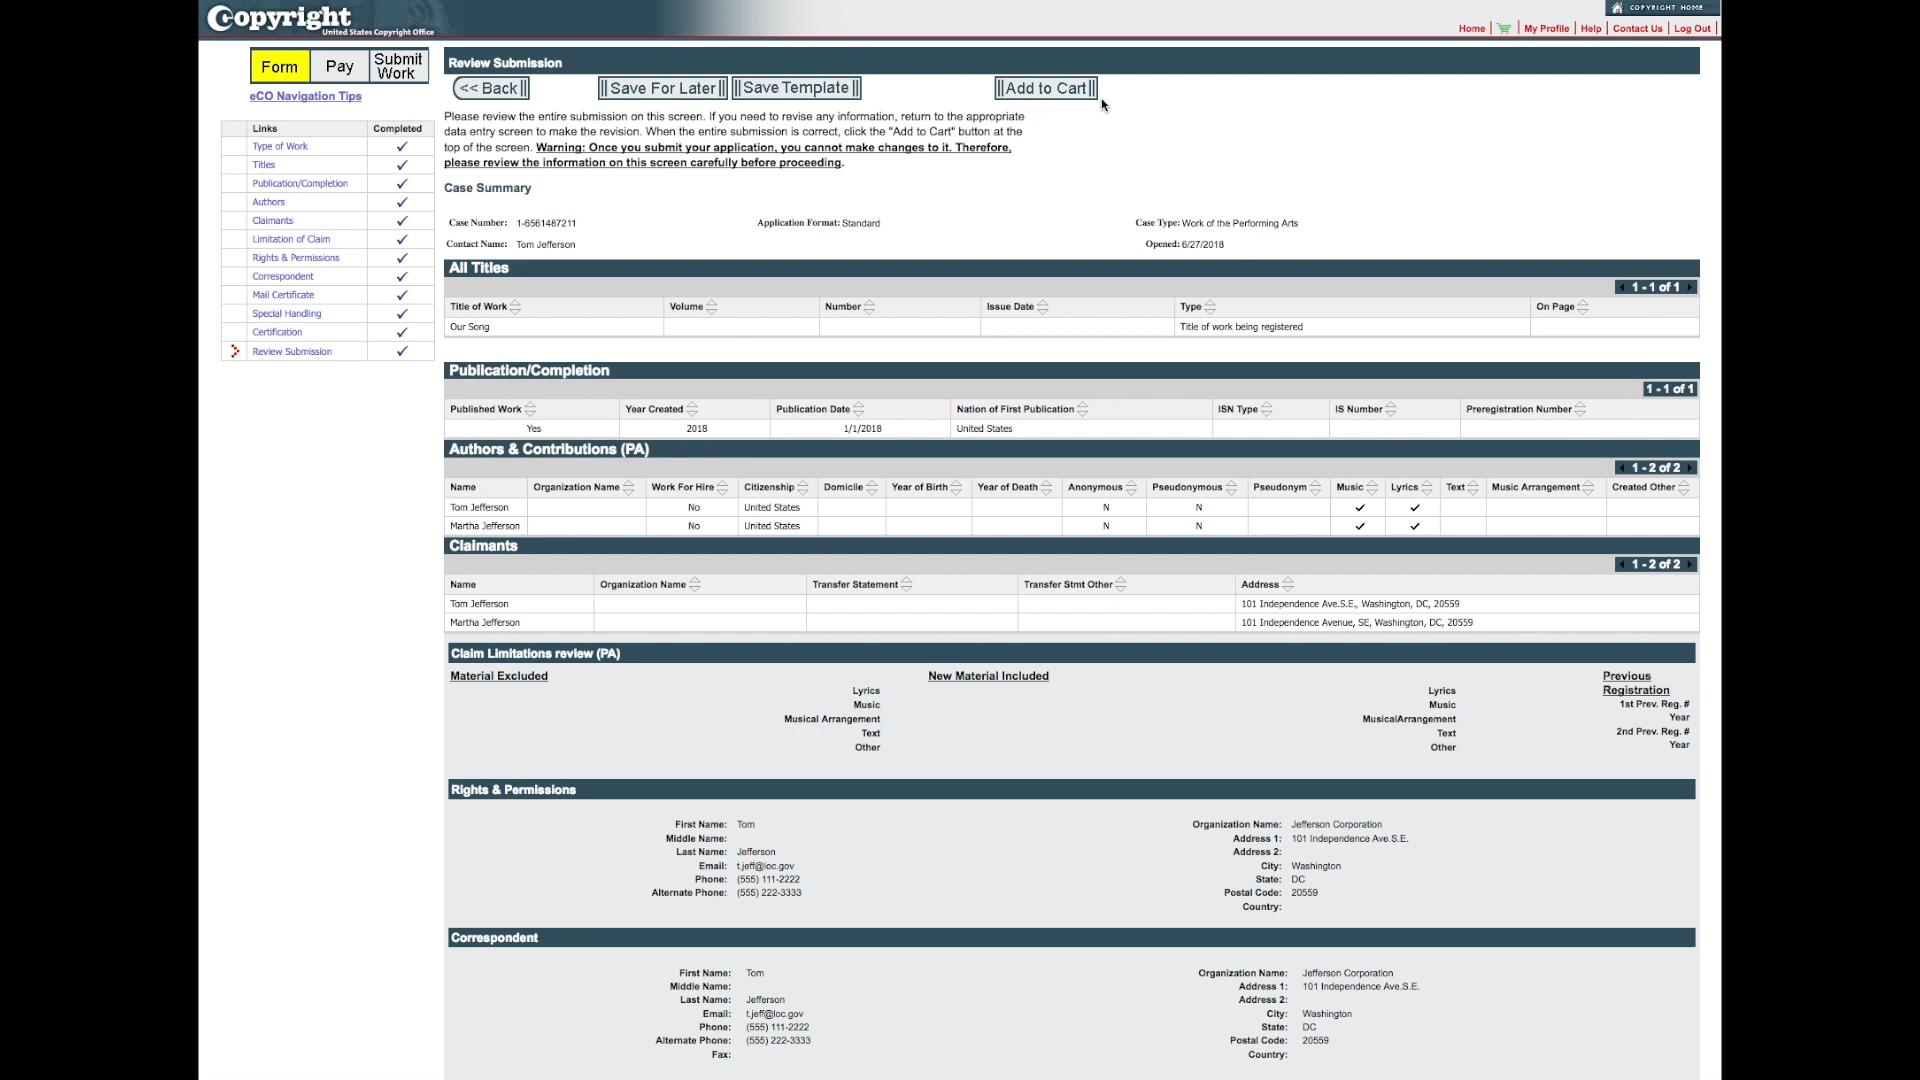 Copyright
United States Copyright Office
COPYRIGHT HOME
Home | My Profile | Help | Contact Us | Log Out
Form Pay Submit Work
eCO Navigation Tips
Links Completed
Type of Work
Titles
Publication/Completion
Authors
Claimants
Limitation of Claim
Rights & Permissions
Correspondent
Mail Certificate
Special Handling
Certification
Review Submission
Review Submission
<< Back Save For Later Save Template Add to Cart
Please review the entire submission on this screen. If you need to revise any information, return to the appropriate
data entry screen to make the revision. When the entire submission is correct, click the "Add to Cart" button at the
top of the screen. Warning: Once you submit your application, you cannot make changes to it. Therefore,
please review the information on this screen carefully before proceeding.
Case Summary
Case Number: 1-6561487211 Application Format: Standard Case Type: Work of the Performing Arts
Contact Name: Tom Jefferson Opened: 6/27/2018
All Titles
1 - 1 of 1
Title of Work Volume Number Issue Date Type On Page
Our Song Title of work being registered
Publication/Completion
1 - 1 of 1
Published Work Year Created Publication Date Nation of First Publication ISN Type IS Number Preregistration Number
Yes 2018 1/1/2018 United States
Authors & Contributions (PA)
1 - 2 of 2
Name Organization Name Work For Hire Citizenship Domicile Year of Birth Year of Death Anonymous Pseudonymous Pseudonym Music Lyrics Text Music Arrangement Created Other
Tom Jefferson No United States N N ✓ ✓
Martha Jefferson No United States N N ✓ ✓
Claimants
1 - 2 of 2
Name Organization Name Transfer Statement Transfer Stmt Other Address
Tom Jefferson 101 Independence Ave.S.E., Washington, DC, 20559
Martha Jefferson 101 Independence Avenue, SE, Washington, DC, 20559
Claim Limitations review (PA)
Material Excluded New Material Included Previous
Registration
Lyrics Lyrics
Music Music 1st Prev. Reg. #
Musical Arrangement MusicalArrangement Year
Text Text 2nd Prev. Reg. #
Other Other Year
Rights & Permissions
First Name: Tom Organization Name: Jefferson Corporation
Middle Name: Address 1: 101 Independence Ave.S.E.
Last Name: Jefferson Address 2:
Email: t.jeff@loc.gov City: Washington
Phone: (555) 111-2222 State: DC
Alternate Phone: (555) 222-3333 Postal Code: 20559
Country:
Correspondent
First Name: Tom Organization Name: Jefferson Corporation
Middle Name: Address 1: 101 Independence Ave.S.E.
Last Name: Jefferson Address 2:
Email: t.jeff@loc.gov City: Washington
Phone: (555) 111-2222 State: DC
Alternate Phone: (555) 222-3333 Postal Code: 20559
Fax: Country: